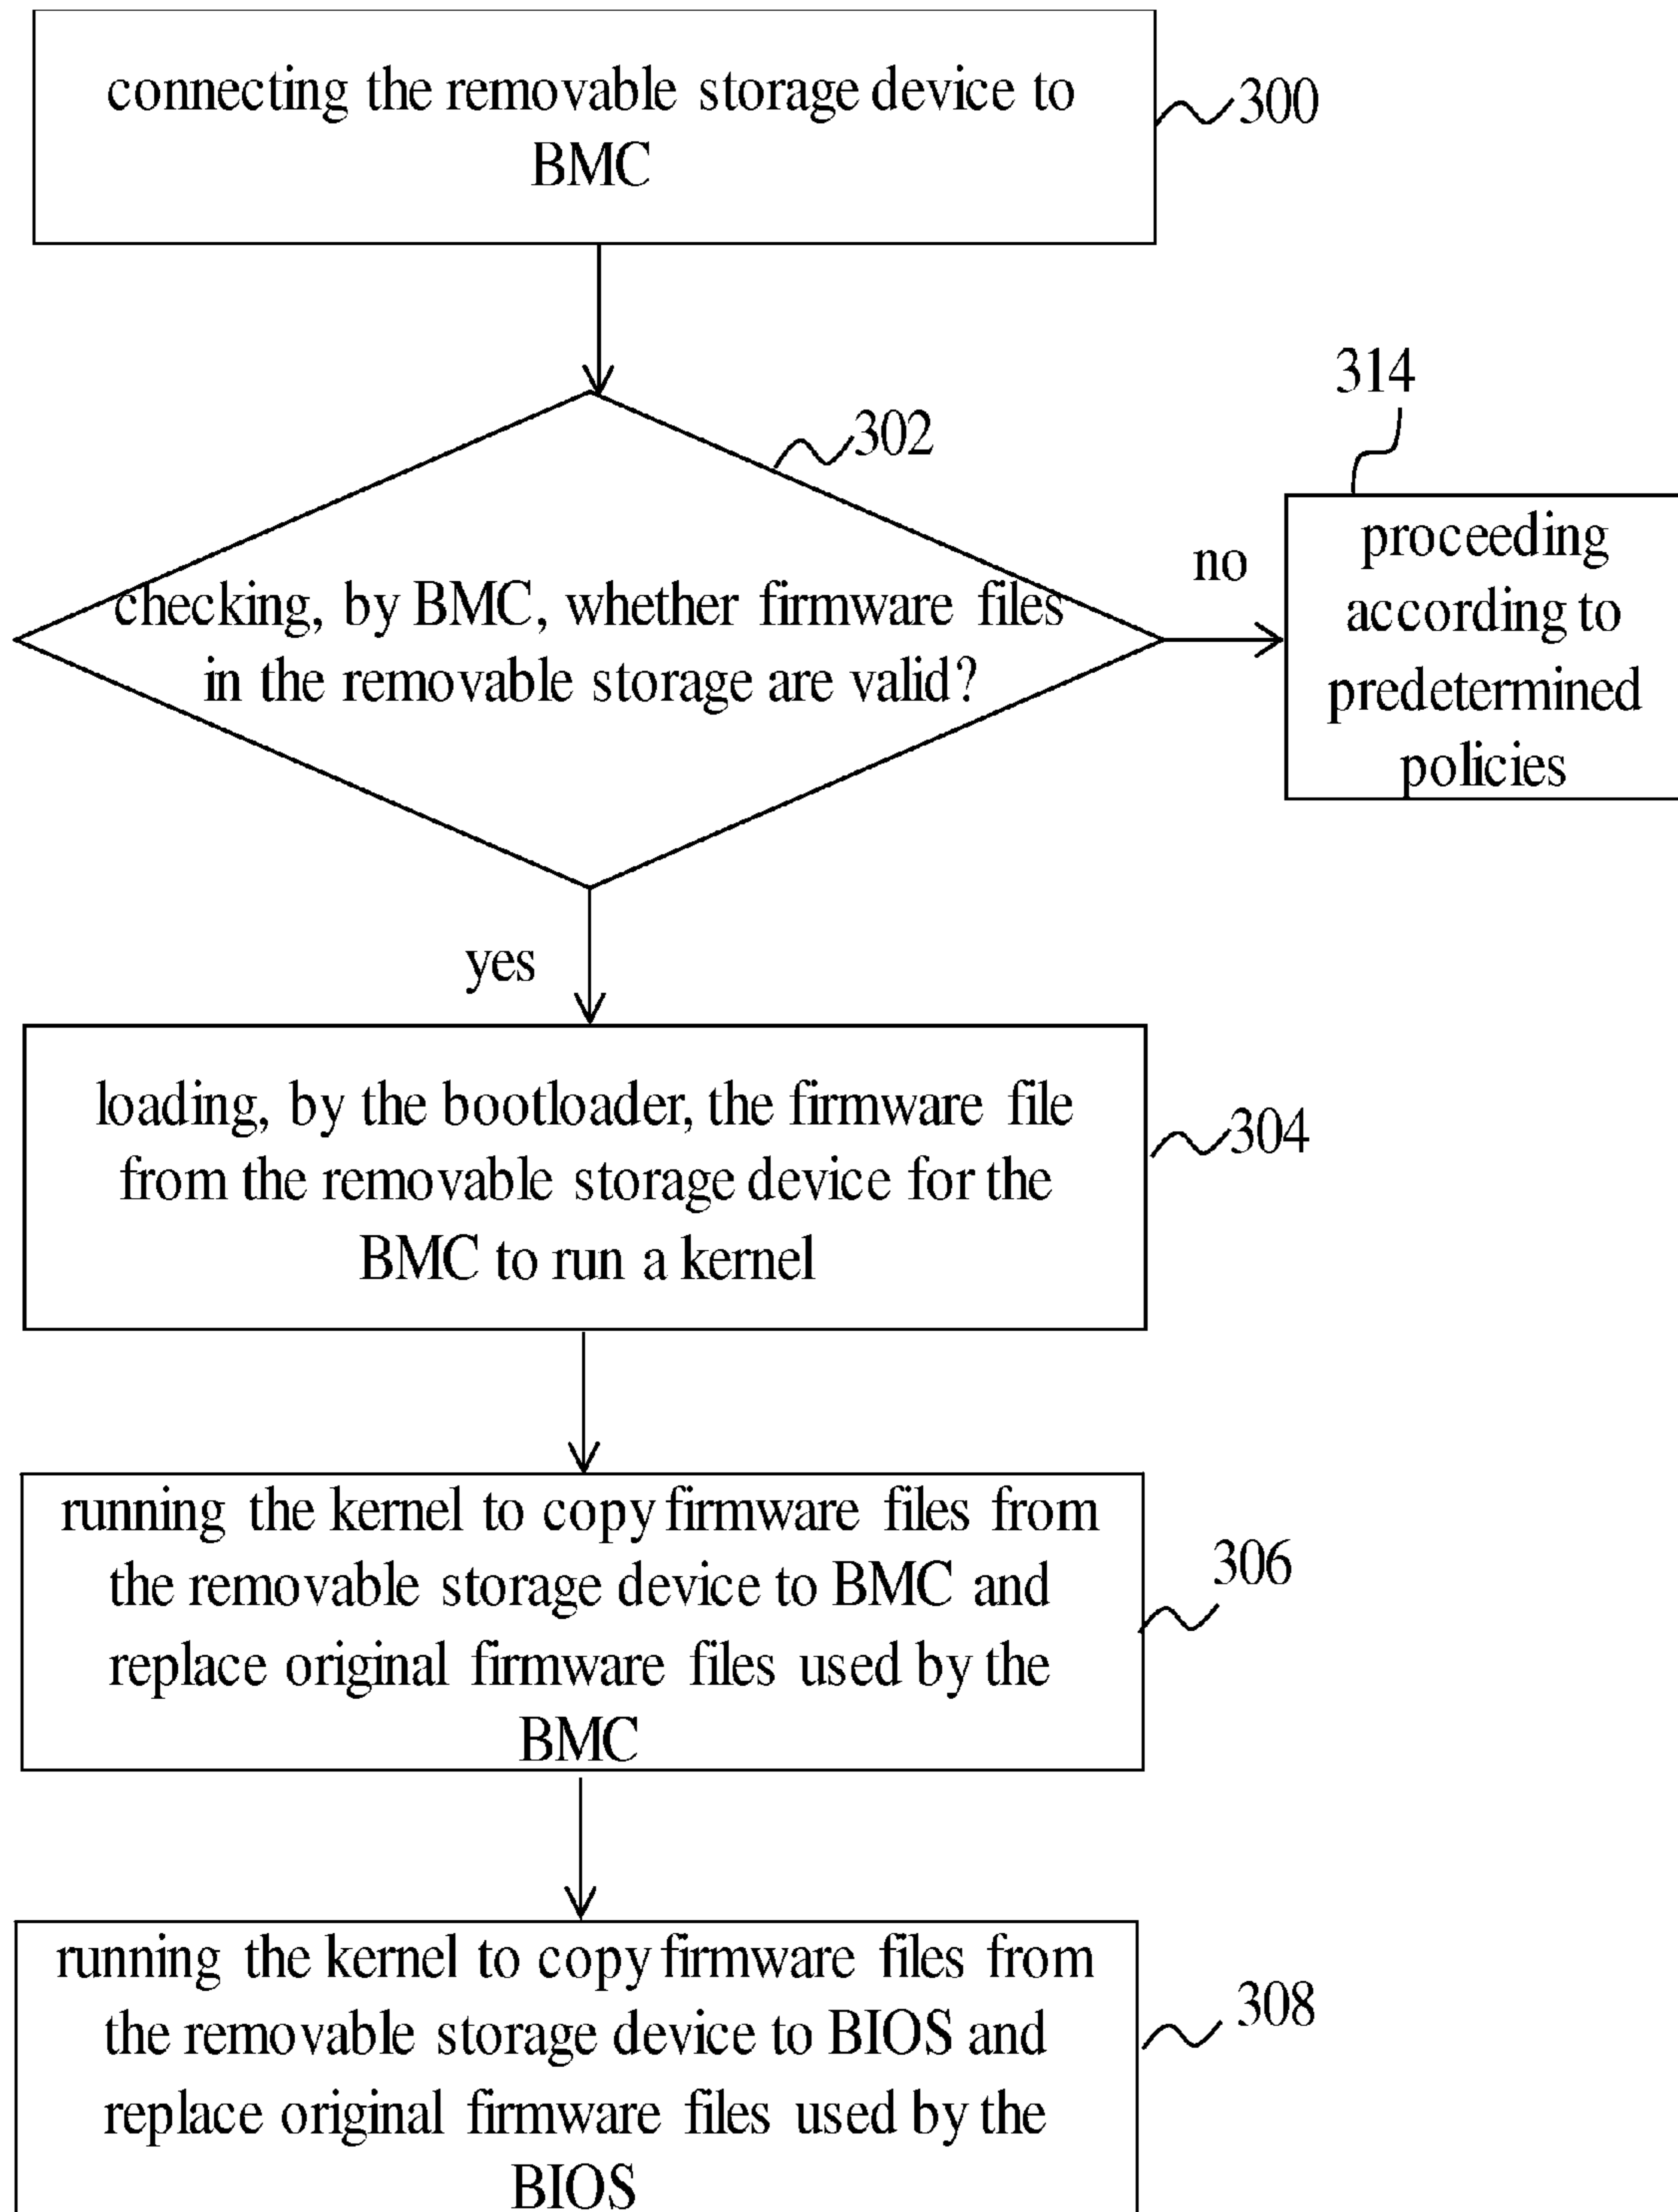 connecting the removable storage device to
BMC
300
302
314
checking, by BMC, whether firmware files
in the removable storage are valid?
no
proceeding
according to
predetermined
policies
yes
loading, by the bootloader, the firmware file
from the removable storage device for the
BMC to run a kernel
304
running the kernel to copy firmware files from
the removable storage device to BMC and
replace original firmware files used by the
BMC
306
running the kernel to copy firmware files from
the removable storage device to BIOS and
replace original firmware files used by the
BIOS
308